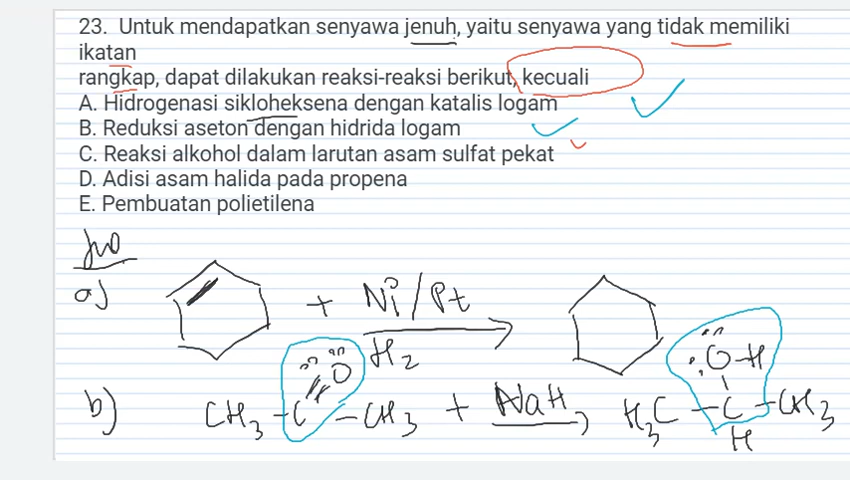 23. Untuk mendapatkan senyawa jenuh, yaitu senyawa yang tidak memiliki
ikatan
rangkap, dapat dilakukan reaksi-reaksi berikut, kecuali
A. Hidrogenasi sikloheksena dengan katalis logam
B. Reduksi aseton dengan hidrida logam
C. Reaksi alkohol dalam larutan asam sulfat pekat
D. Adisi asam halida pada propena
E. Pembuatan polietilena
a) + Ni/Pt
H2
O-H
O
b) CH3 - C - CH3 + NaH H3C - C - CH3
H